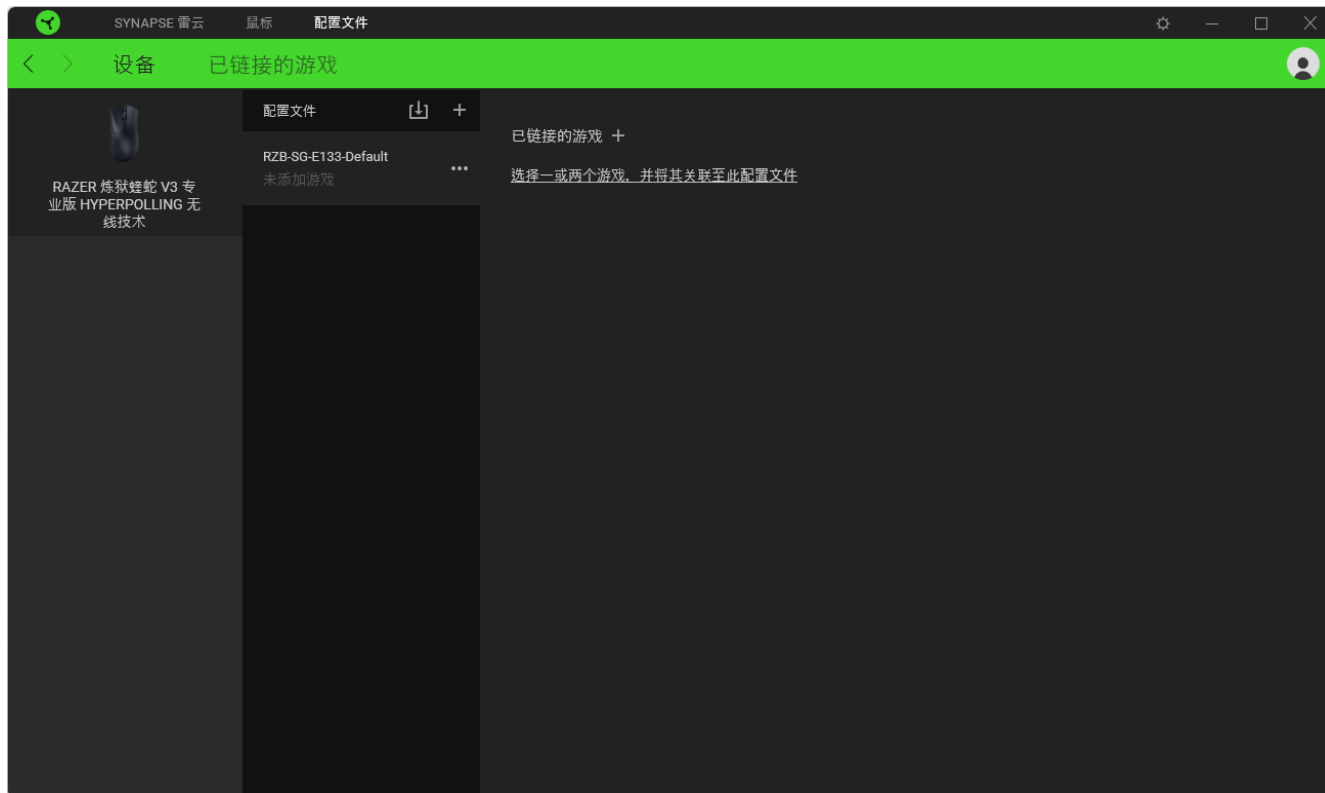 SYNAPSE 雷云 鼠标 配置文件
设备 已链接的游戏
RAZER 炼狱蝰蛇 V3 专
业版 HYPERPOLLING 无
线技术
配置文件
RZB-SG-E133-Default
未添加游戏
已链接的游戏
选择一或两个游戏，并将其关联至此配置文件